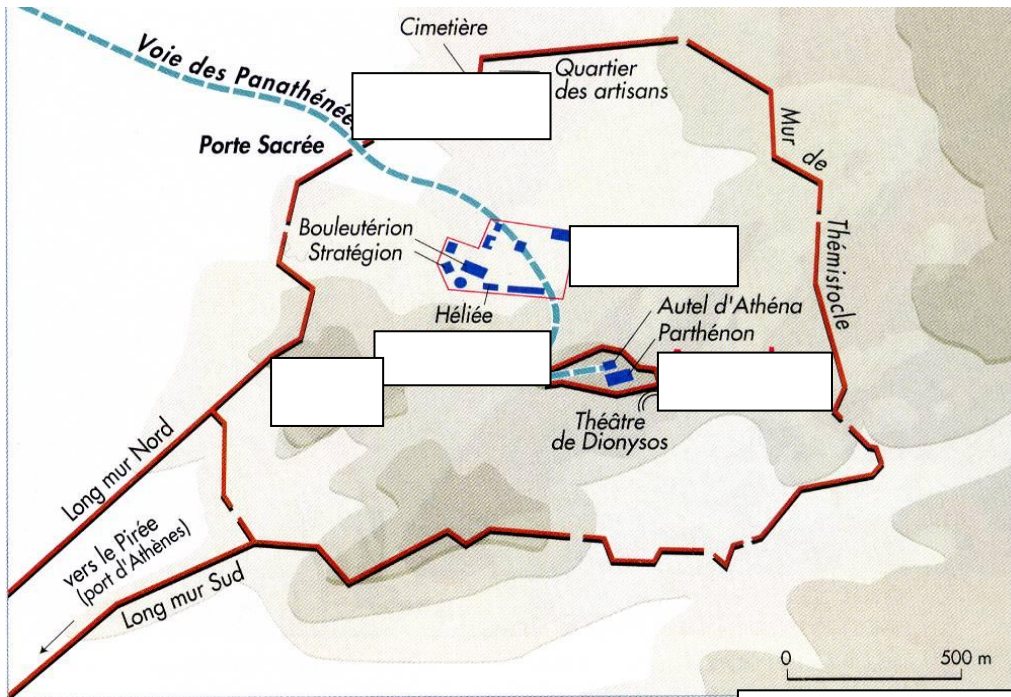 Cimetière
Voie des Panathénée
Quartier
des artisans
Porte Sacrée
Mur de
Thémistocle
Bouleutérion
Stratégion
Héliée
Autel d'Athéna
Parthénon
Théâtre
de Dionysos
Long mur Nord
vers le Pirée
(port d'Athènes)
Long mur Sud
0 500 m